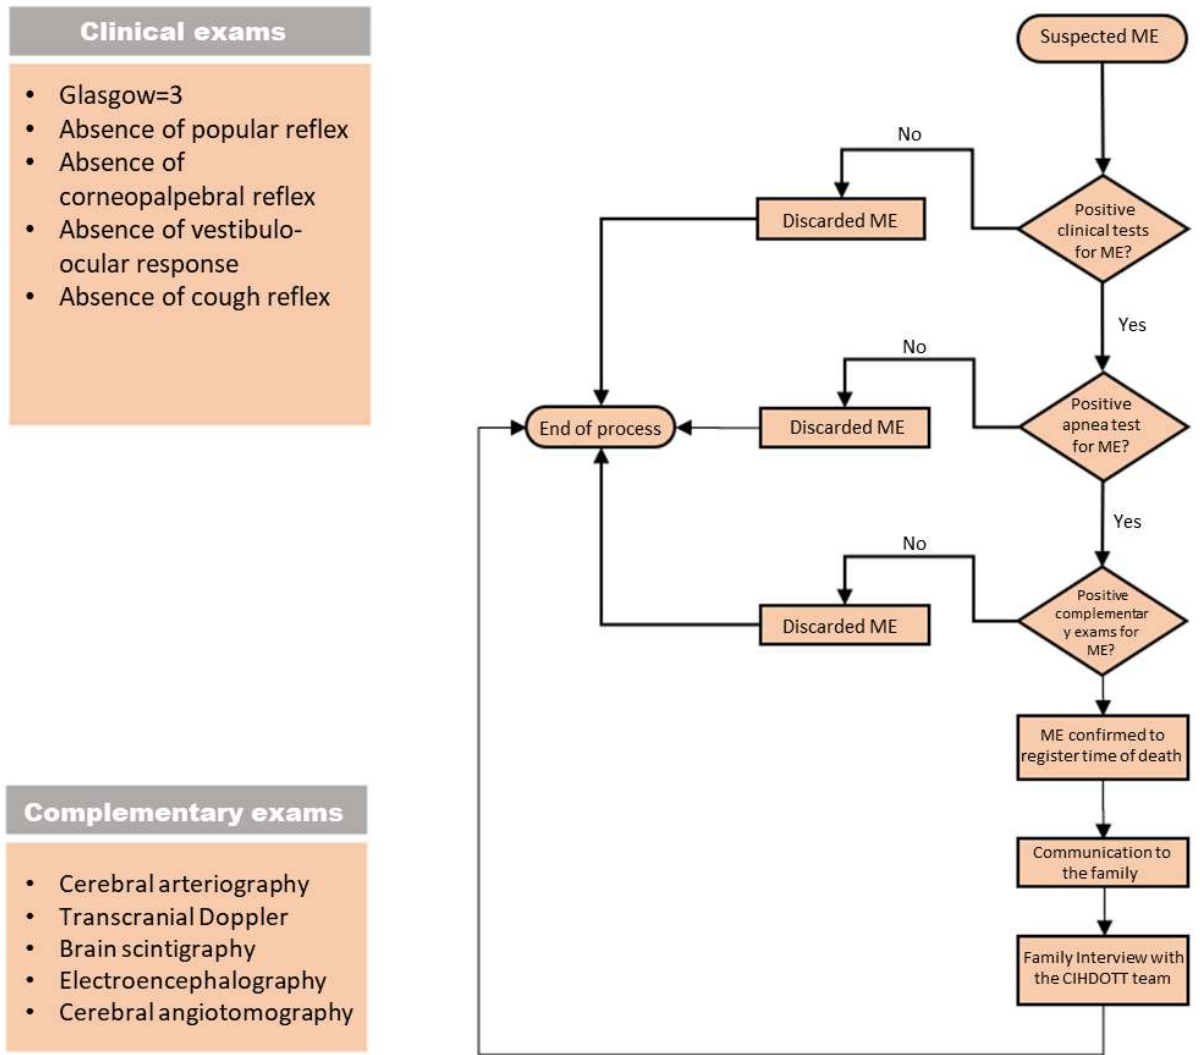 Clinical exams
• Glasgow=3
• Absence of popular reflex
• Absence of
corneopalpebral reflex
• Absence of vestibulo-
ocular response
• Absence of cough reflex
Complementary exams
• Cerebral arteriography
• Transcranial Doppler
• Brain scintigraphy
• Electroencephalography
• Cerebral angiotomography
Suspected ME
No
Discarded ME
Positive
clinical tests
for ME?
Yes
No
End of process
Discarded ME
Positive
apnea test
for ME?
Yes
No
Discarded ME
Positive
complementar
y exams for
ME?
ME confirmed to
register time of death
Communication to
the family
Family Interview with
the CIHDOTT team